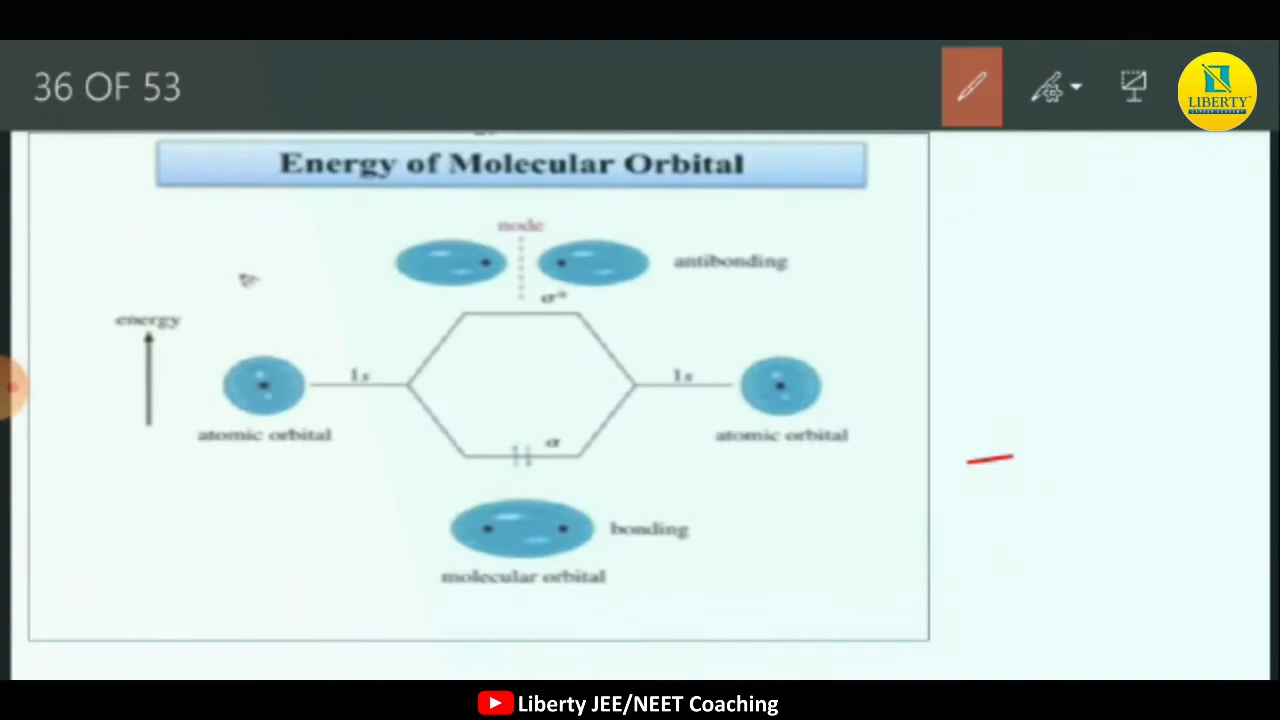 36 OF 53
LIBERTY
Energy of Molecular Orbital
node
antibonding
σ*
energy
1s
1s
atomic orbital
atomic orbital
σ
bonding
molecular orbital
Liberty JEE/NEET Coaching